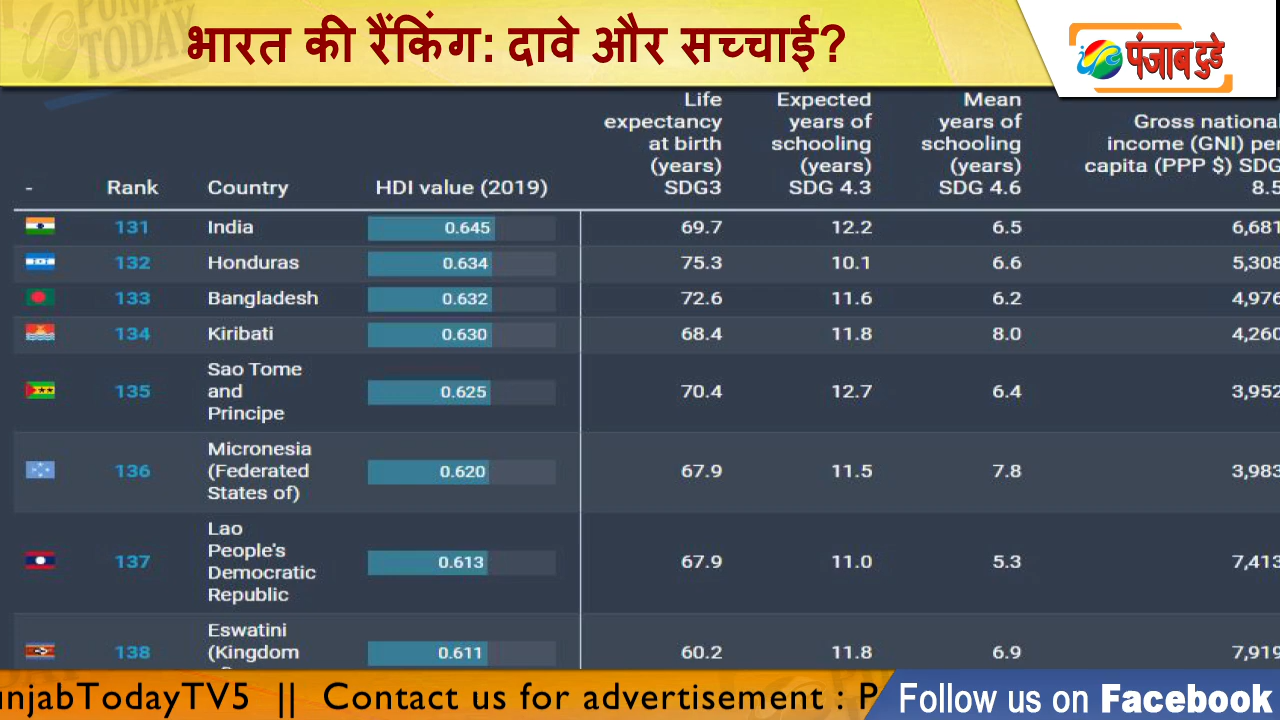 भारत की रैंकिंग: दावे और सच्चाई?
PUNJAB
TODAY
पंजाब टुडे
- Rank Country HDI value (2019) Life expectancy at birth (years) SDG3 Expected years of schooling (years) SDG 4.3 Mean years of schooling (years) SDG 4.6 Gross national income (GNI) per capita (PPP $) SDG 8.5
131 India 0.645 69.7 12.2 6.5 6,681
132 Honduras 0.634 75.3 10.1 6.6 5,308
133 Bangladesh 0.632 72.6 11.6 6.2 4,976
134 Kiribati 0.630 68.4 11.8 8.0 4,260
135 Sao Tome and Principe 0.625 70.4 12.7 6.4 3,952
136 Micronesia (Federated States of) 0.620 67.9 11.5 7.8 3,983
137 Lao People's Democratic Republic 0.613 67.9 11.0 5.3 7,413
138 Eswatini (Kingdom 0.611 60.2 11.8 6.9 7,919
njabTodayTV5 || Contact us for advertisement : P
Follow us on Facebook